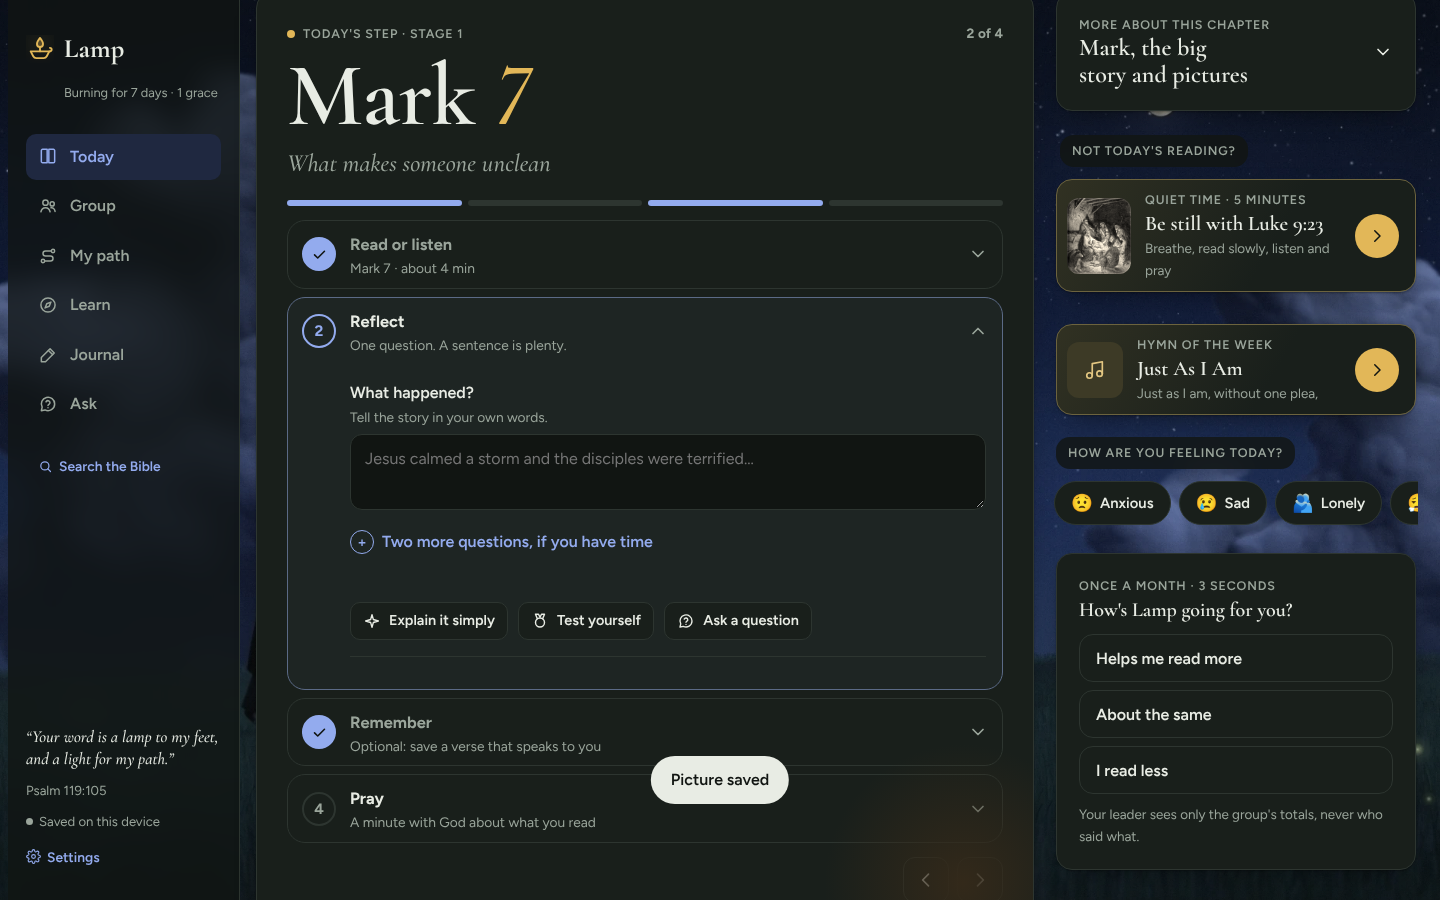 Lamp
Burning for 7 days · 1 grace
Today
Group
My path
Learn
Journal
Ask
Search the Bible
“Your word is a lamp to my feet,
and a light for my path.”
Psalm 119:105
Saved on this device
Settings
TODAY'S STEP · STAGE 1
2 of 4
Mark 7
What makes someone unclean
Read or listen
Mark 7 · about 4 min
2
Reflect
One question. A sentence is plenty.
What happened?
Tell the story in your own words.
Jesus calmed a storm and the disciples were terrified…
Two more questions, if you have time
Explain it simply
Test yourself
Ask a question
Remember
Optional: save a verse that speaks to you
Picture saved
4
Pray
A minute with God about what you read
MORE ABOUT THIS CHAPTER
Mark, the big
story and pictures
NOT TODAY'S READING?
QUIET TIME · 5 MINUTES
Be still with Luke 9:23
Breathe, read slowly, listen and
pray
HYMN OF THE WEEK
Just As I Am
Just as I am, without one plea,
HOW ARE YOU FEELING TODAY?
Anxious
Sad
Lonely
ONCE A MONTH · 3 SECONDS
How's Lamp going for you?
Helps me read more
About the same
I read less
Your leader sees only the group's totals, never who
said what.